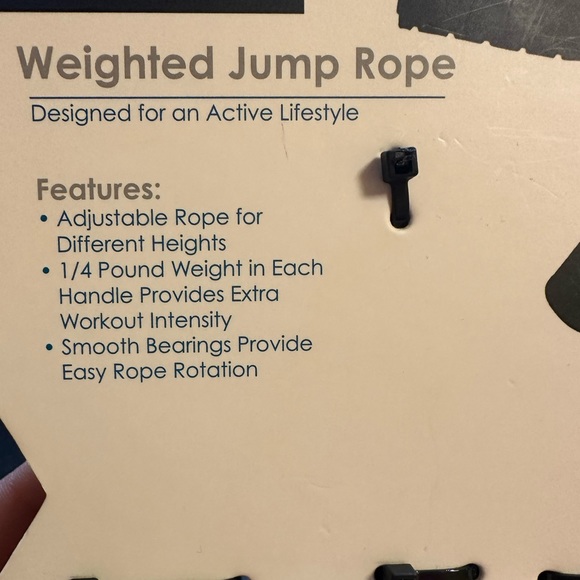 Weighted Jump Rope
Designed for an Active Lifestyle
Features:
• Adjustable Rope for
Different Heights
• 1/4 Pound Weight in Each
Handle Provides Extra
Workout Intensity
• Smooth Bearings Provide
Easy Rope Rotation